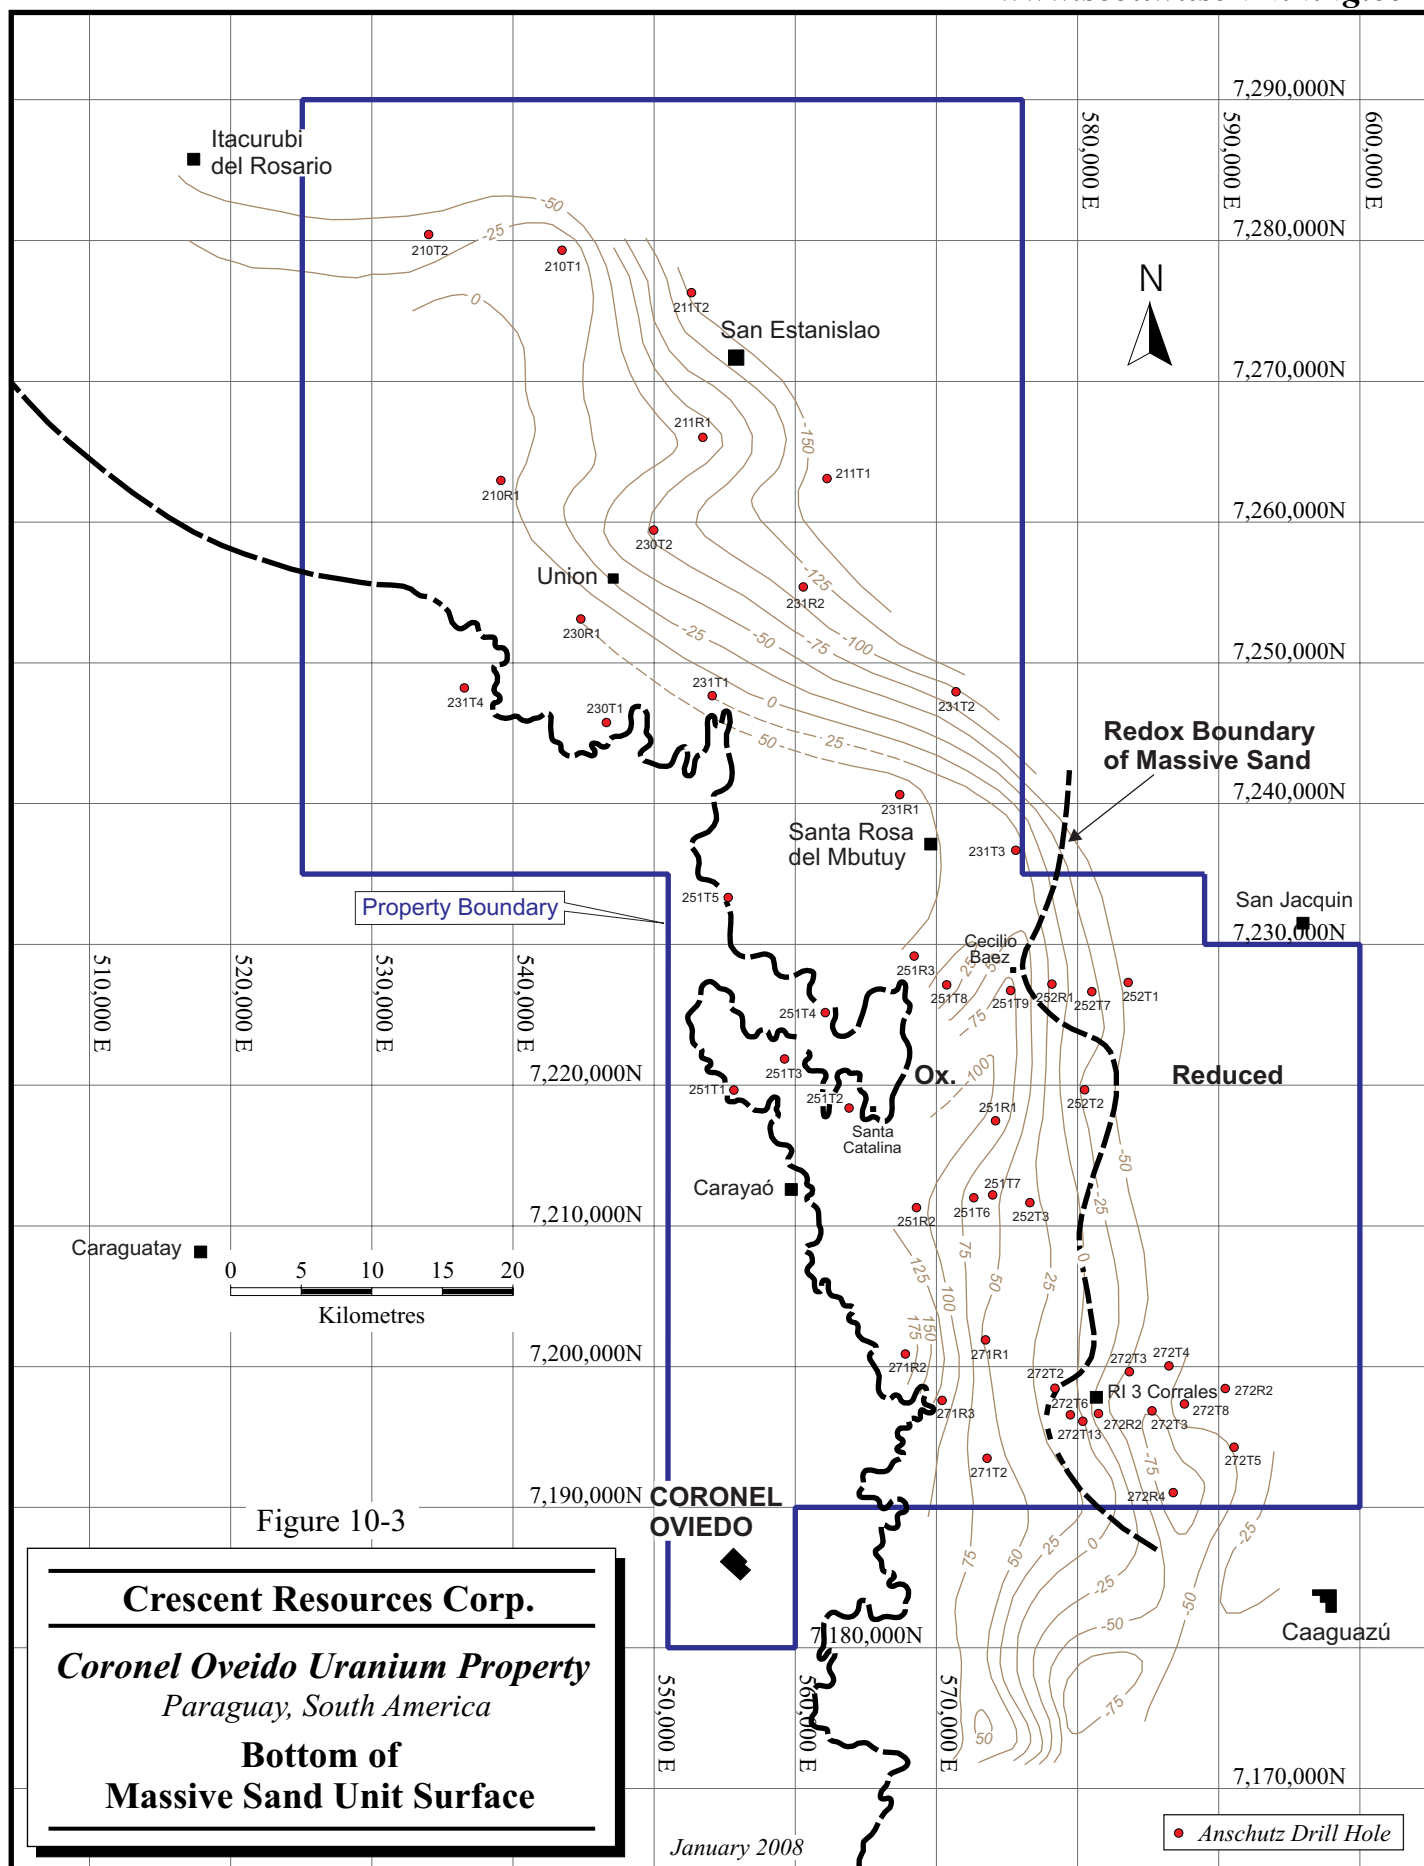 7,290,000N
580,000 E
590,000 E
600,000 E
Itacurubi
del Rosario
-50
-25
7,280,000N
210T2
210T1
0
211T2
N
San Estanislao
7,270,000N
211R1
-150
211T1
210R1
7,260,000N
230T2
Union
-125
231R2
230R1
-25
-50
-75
-100
7,250,000N
231T4
231T1
0
231T2
230T1
50
25
Redox Boundary
of Massive Sand
231R1
7,240,000N
Santa Rosa
del Mbutuy
231T3
251T5
Property Boundary
San Jacquin
7,230,000N
Cecilio
Baez
251R3
25
5
251T8
251T9
252R1
252T7
252T1
510,000 E
520,000 E
530,000 E
540,000 E
-75
251T4
251T3
-100
Ox.
Reduced
7,220,000N
251T1
251T2
252T2
251R1
Santa
Catalina
-50
Carayaó
251T7
251T6
252T3
-25
251R2
7,210,000N
Caraguatay
0 5 10 15 20
Kilometres
75
0
125
100
50
25
150
175
271R1
7,200,000N
271R2
272T2
272T3
272T4
RI 3 Corrales
272R2
271R3
272T6
272T13
272R2
272T3
272T8
271T2
-75
272T5
272R4
7,190,000N
CORONEL
OVIEDO
Figure 10-3
75
50
25
0
-25
-50
-50
-25
Crescent Resources Corp.
Caaguazú
7,180,000N
Coronel Oveido Uranium Property
Paraguay, South America
550,000 E
560,000 E
570,000 E
-75
50
Bottom of
Massive Sand Unit Surface
7,170,000N
January 2008
Anschutz Drill Hole